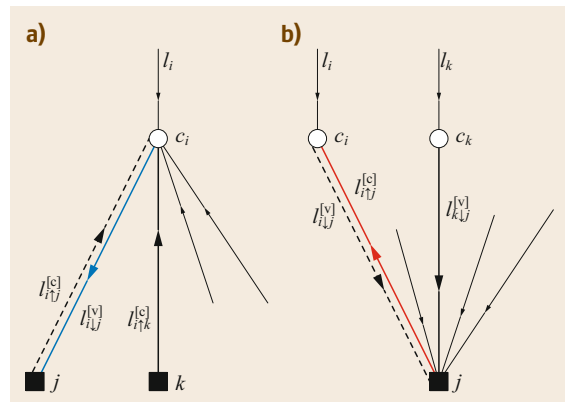 a)
b)
l_i
l_i
l_k
c_i
c_i
c_k
l_{i↑j}^{[c]}
l_{i↓j}^{[v]}
l_{i↑k}^{[c]}
l_{i↑j}^{[c]}
l_{i↓j}^{[v]}
l_{k↓j}^{[v]}
j
k
j